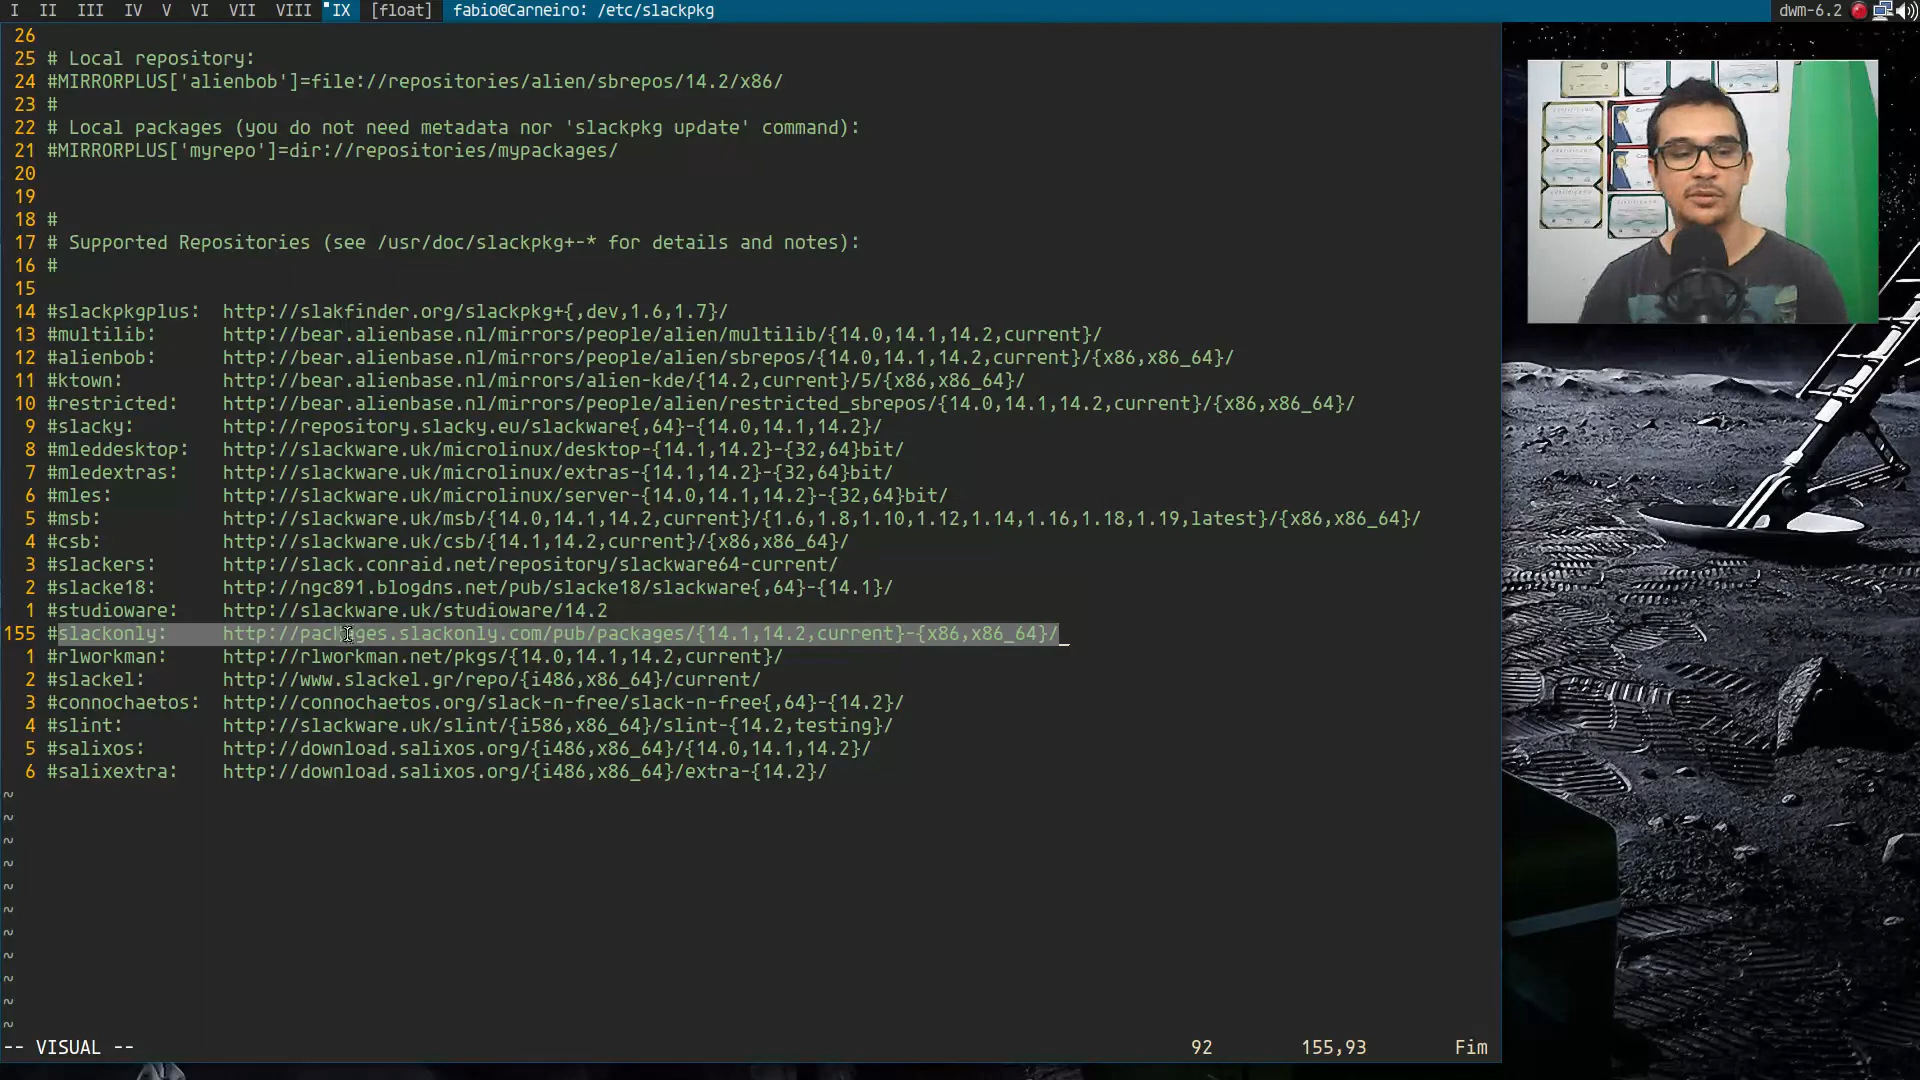 I II III IV V VI VII VIII IX [float] fabio@Carneiro: /etc/slackpkg dwm-6.2
26
25 # Local repository:
24 #MIRRORPLUS['alienbob']=file://repositories/alien/sbrepos/14.2/x86/
23 #
22 # Local packages (you do not need metadata nor 'slackpkg update' command):
21 #MIRRORPLUS['myrepo']=dir://repositories/mypackages/
20
19
18 #
17 # Supported Repositories (see /usr/doc/slackpkg+-* for details and notes):
16 #
15
14 #slackpkgplus: http://slakfinder.org/slackpkg+{,dev,1.6,1.7}/
13 #multilib: http://bear.alienbase.nl/mirrors/people/alien/multilib/{14.0,14.1,14.2,current}/
12 #alienbob: http://bear.alienbase.nl/mirrors/people/alien/sbrepos/{14.0,14.1,14.2,current}/{x86,x86_64}/
11 #ktown: http://bear.alienbase.nl/mirrors/alien-kde/{14.2,current}/5/{x86,x86_64}/
10 #restricted: http://bear.alienbase.nl/mirrors/people/alien/restricted_sbrepos/{14.0,14.1,14.2,current}/{x86,x86_64}/
9 #slacky: http://repository.slacky.eu/slackware{,64}-{14.0,14.1,14.2}/
8 #mleddesktop: http://slackware.uk/microlinux/desktop-{14.1,14.2}-{32,64}bit/
7 #mledextras: http://slackware.uk/microlinux/extras-{14.1,14.2}-{32,64}bit/
6 #mles: http://slackware.uk/microlinux/server-{14.0,14.1,14.2}-{32,64}bit/
5 #msb: http://slackware.uk/msb/{14.0,14.1,14.2,current}/{1.6,1.8,1.10,1.12,1.14,1.16,1.18,1.19,latest}/{x86,x86_64}/
4 #csb: http://slackware.uk/csb/{14.1,14.2,current}/{x86,x86_64}/
3 #slackers: http://slack.conraid.net/repository/slackware64-current/
2 #slacke18: http://ngc891.blogdns.net/pub/slacke18/slackware{,64}-{14.1}/
1 #studioware: http://slackware.uk/studioware/14.2
155 #slackonly: http://packages.slackonly.com/pub/packages/{14.1,14.2,current}-{x86,x86_64}/
1 #rlworkman: http://rlworkman.net/pkgs/{14.0,14.1,14.2,current}/
2 #slackel: http://www.slackel.gr/repo/{i486,x86_64}/current/
3 #connochaetos: http://connochaetos.org/slack-n-free/slack-n-free{,64}-{14.2}/
4 #slint: http://slackware.uk/slint/{i586,x86_64}/slint-{14.2,testing}/
5 #salixos: http://download.salixos.org/{i486,x86_64}/{14.0,14.1,14.2}/
6 #salixextra: http://download.salixos.org/{i486,x86_64}/extra-{14.2}/
~
~
~
~
~
~
~
~
~
~
~
-- VISUAL -- 92 155,93 Fim